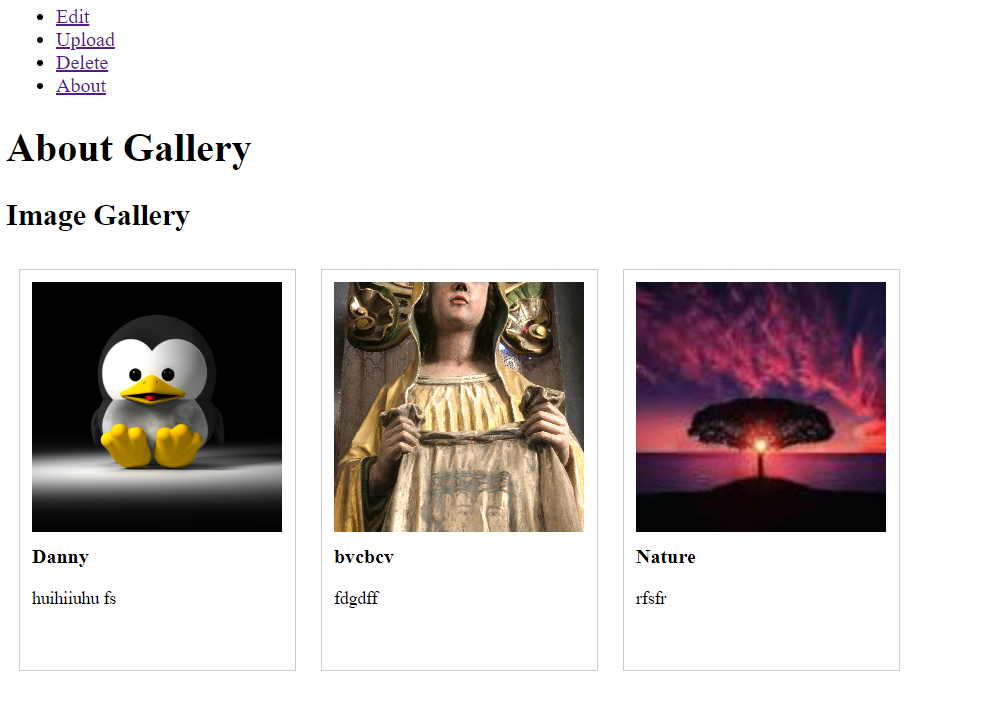 Edit
Upload
Delete
About
About Gallery
Image Gallery
Danny
huihiiuhu fs
bvcbcv
fdgdff
Nature
rfsfr